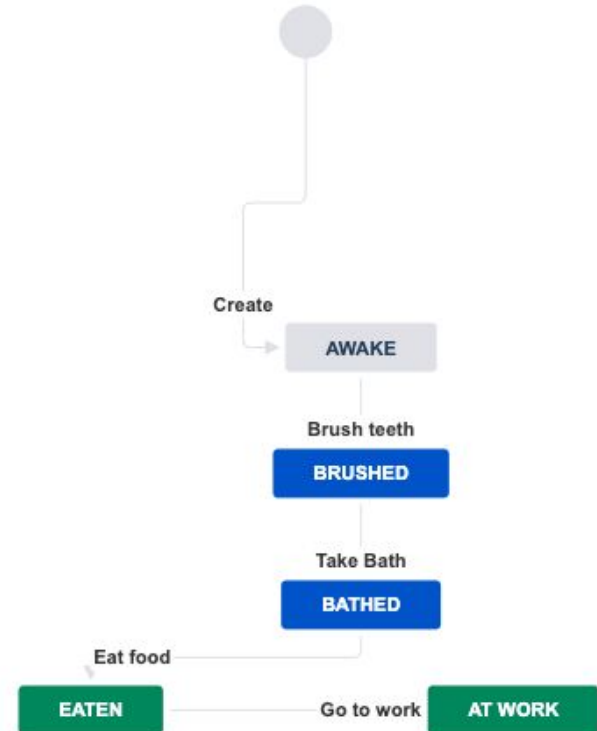 Create
AWAKE
Brush teeth
BRUSHED
Take Bath
BATHED
Eat food
EATEN
Go to work
AT WORK